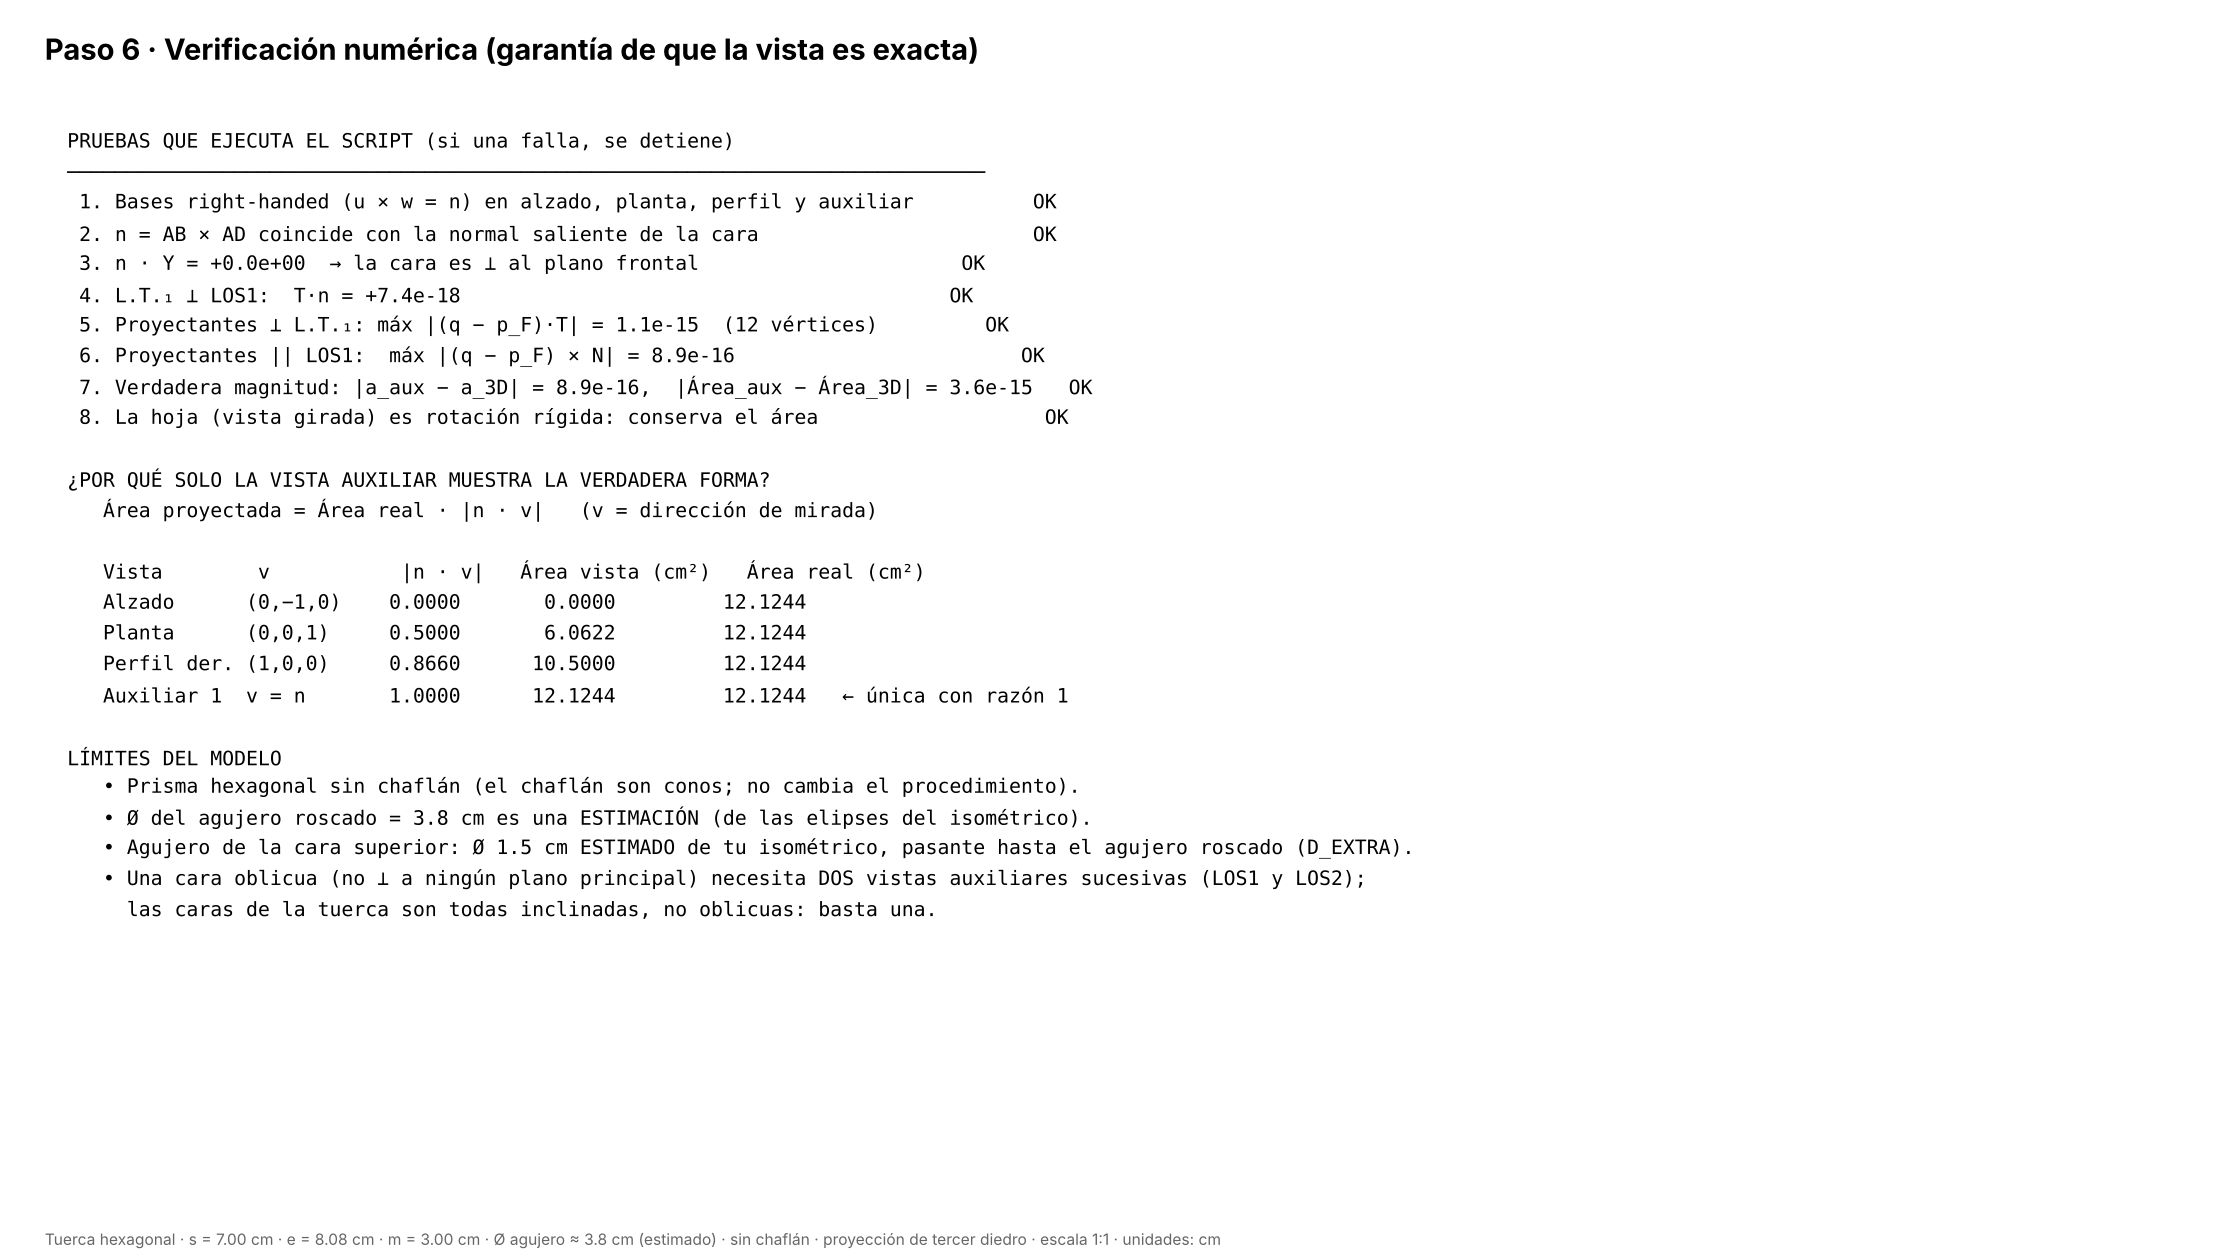 Paso 6 · Verificación numérica (garantía de que la vista es exacta)
PRUEBAS QUE EJECUTA EL SCRIPT (si una falla, se detiene)
1. Bases right-handed (u × w = n) en alzado, planta, perfil y auxiliar OK
2. n = AB × AD coincide con la normal saliente de la cara OK
3. n · Y = +0.0e+00 → la cara es ⊥ al plano frontal OK
4. L.T.₁ ⊥ LOS1: T·n = +7.4e-18 OK
5. Proyectantes ⊥ L.T.₁: máx |(q − p_F)·T| = 1.1e-15 (12 vértices) OK
6. Proyectantes || LOS1: máx |(q − p_F) × N| = 8.9e-16 OK
7. Verdadera magnitud: |a_aux − a_3D| = 8.9e-16, |Área_aux − Área_3D| = 3.6e-15 OK
8. La hoja (vista girada) es rotación rígida: conserva el área OK
¿POR QUÉ SOLO LA VISTA AUXILIAR MUESTRA LA VERDADERA FORMA?
Área proyectada = Área real · |n · v| (v = dirección de mirada)
Vista v |n · v| Área vista (cm²) Área real (cm²)
Alzado (0,−1,0) 0.0000 0.0000 12.1244
Planta (0,0,1) 0.5000 6.0622 12.1244
Perfil der. (1,0,0) 0.8660 10.5000 12.1244
Auxiliar 1 v = n 1.0000 12.1244 12.1244 ← única con razón 1
LÍMITES DEL MODELO
• Prisma hexagonal sin chaflán (el chaflán son conos; no cambia el procedimiento).
• Ø del agujero roscado = 3.8 cm es una ESTIMACIÓN (de las elipses del isométrico).
• Agujero de la cara superior: Ø 1.5 cm ESTIMADO de tu isométrico, pasante hasta el agujero roscado (D_EXTRA).
• Una cara oblicua (no ⊥ a ningún plano principal) necesita DOS vistas auxiliares sucesivas (LOS1 y LOS2);
las caras de la tuerca son todas inclinadas, no oblicuas: basta una.
Tuerca hexagonal · s = 7.00 cm · e = 8.08 cm · m = 3.00 cm · Ø agujero ≈ 3.8 cm (estimado) · sin chaflán · proyección de tercer diedro · escala 1:1 · unidades: cm